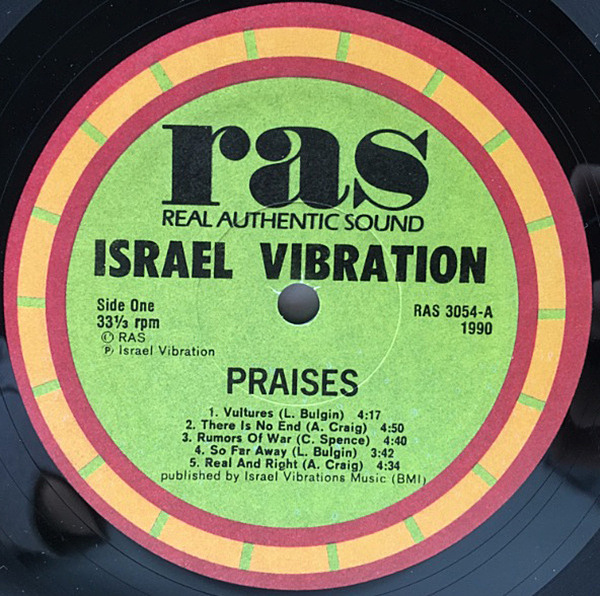 ras
REAL AUTHENTIC SOUND
ISRAEL VIBRATION
Side One
33⅓ rpm
Ⓒ RAS
Ⓟ Israel Vibration
RAS 3054-A
1990
PRAISES
1. Vultures (L. Bulgin) 4:17
2. There Is No End (A. Craig) 4:50
3. Rumors Of War (C. Spence) 4:40
4. So Far Away (L. Bulgin) 3:42
5. Real And Right (A. Craig) 4:34
published by Israel Vibrations Music (BMI)